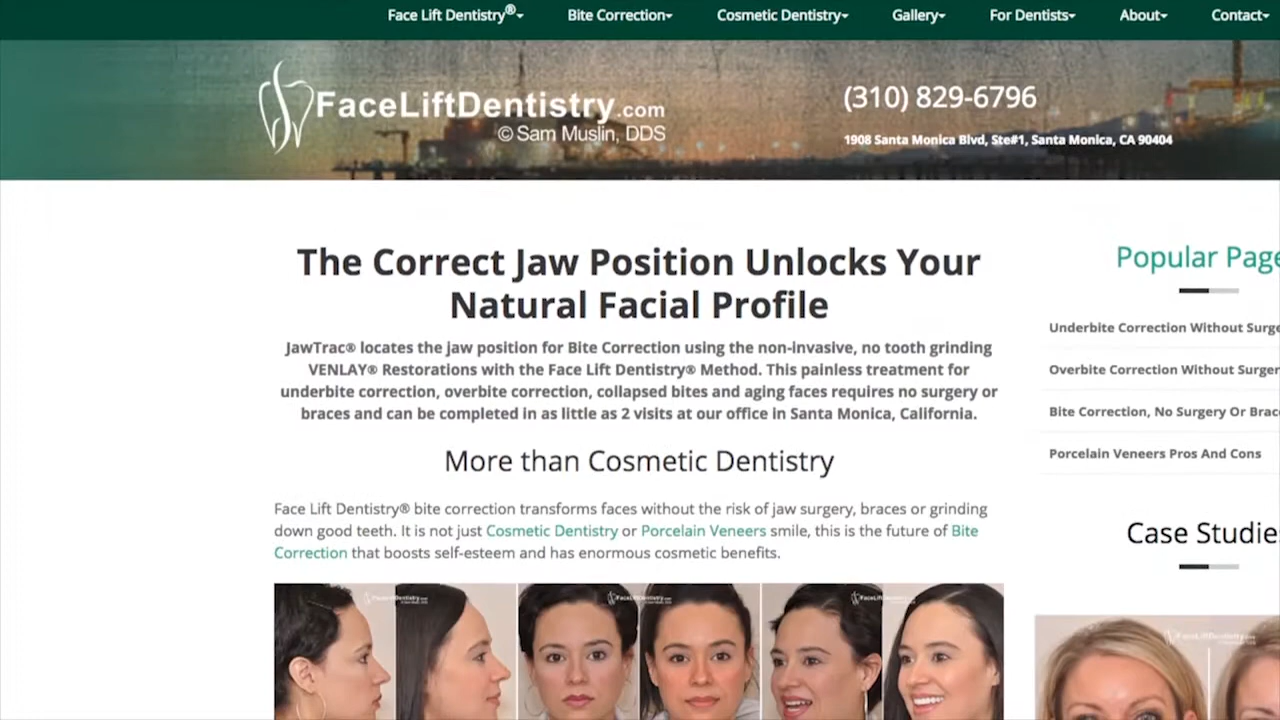 Face Lift Dentistry® Bite Correction Cosmetic Dentistry Gallery For Dentists About Contact
FaceLiftDentistry.com
© Sam Muslin, DDS
(310) 829-6796
1908 Santa Monica Blvd, Ste#1, Santa Monica, CA 90404
The Correct Jaw Position Unlocks Your
Natural Facial Profile
JawTrac® locates the jaw position for Bite Correction using the non-invasive, no tooth grinding
VENLAY® Restorations with the Face Lift Dentistry® Method. This painless treatment for
underbite correction, overbite correction, collapsed bites and aging faces requires no surgery or
braces and can be completed in as little as 2 visits at our office in Santa Monica, California.
More than Cosmetic Dentistry
Face Lift Dentistry® bite correction transforms faces without the risk of jaw surgery, braces or grinding
down good teeth. It is not just Cosmetic Dentistry or Porcelain Veneers smile, this is the future of Bite
Correction that boosts self-esteem and has enormous cosmetic benefits.
FaceLiftDentistry.com
FaceLiftDentistry.com
FaceLiftDentistry.com
Popular Page
Underbite Correction Without Surge
Overbite Correction Without Surger
Bite Correction, No Surgery Or Brac
Porcelain Veneers Pros And Cons
Case Studie
FaceLiftDentistry.com